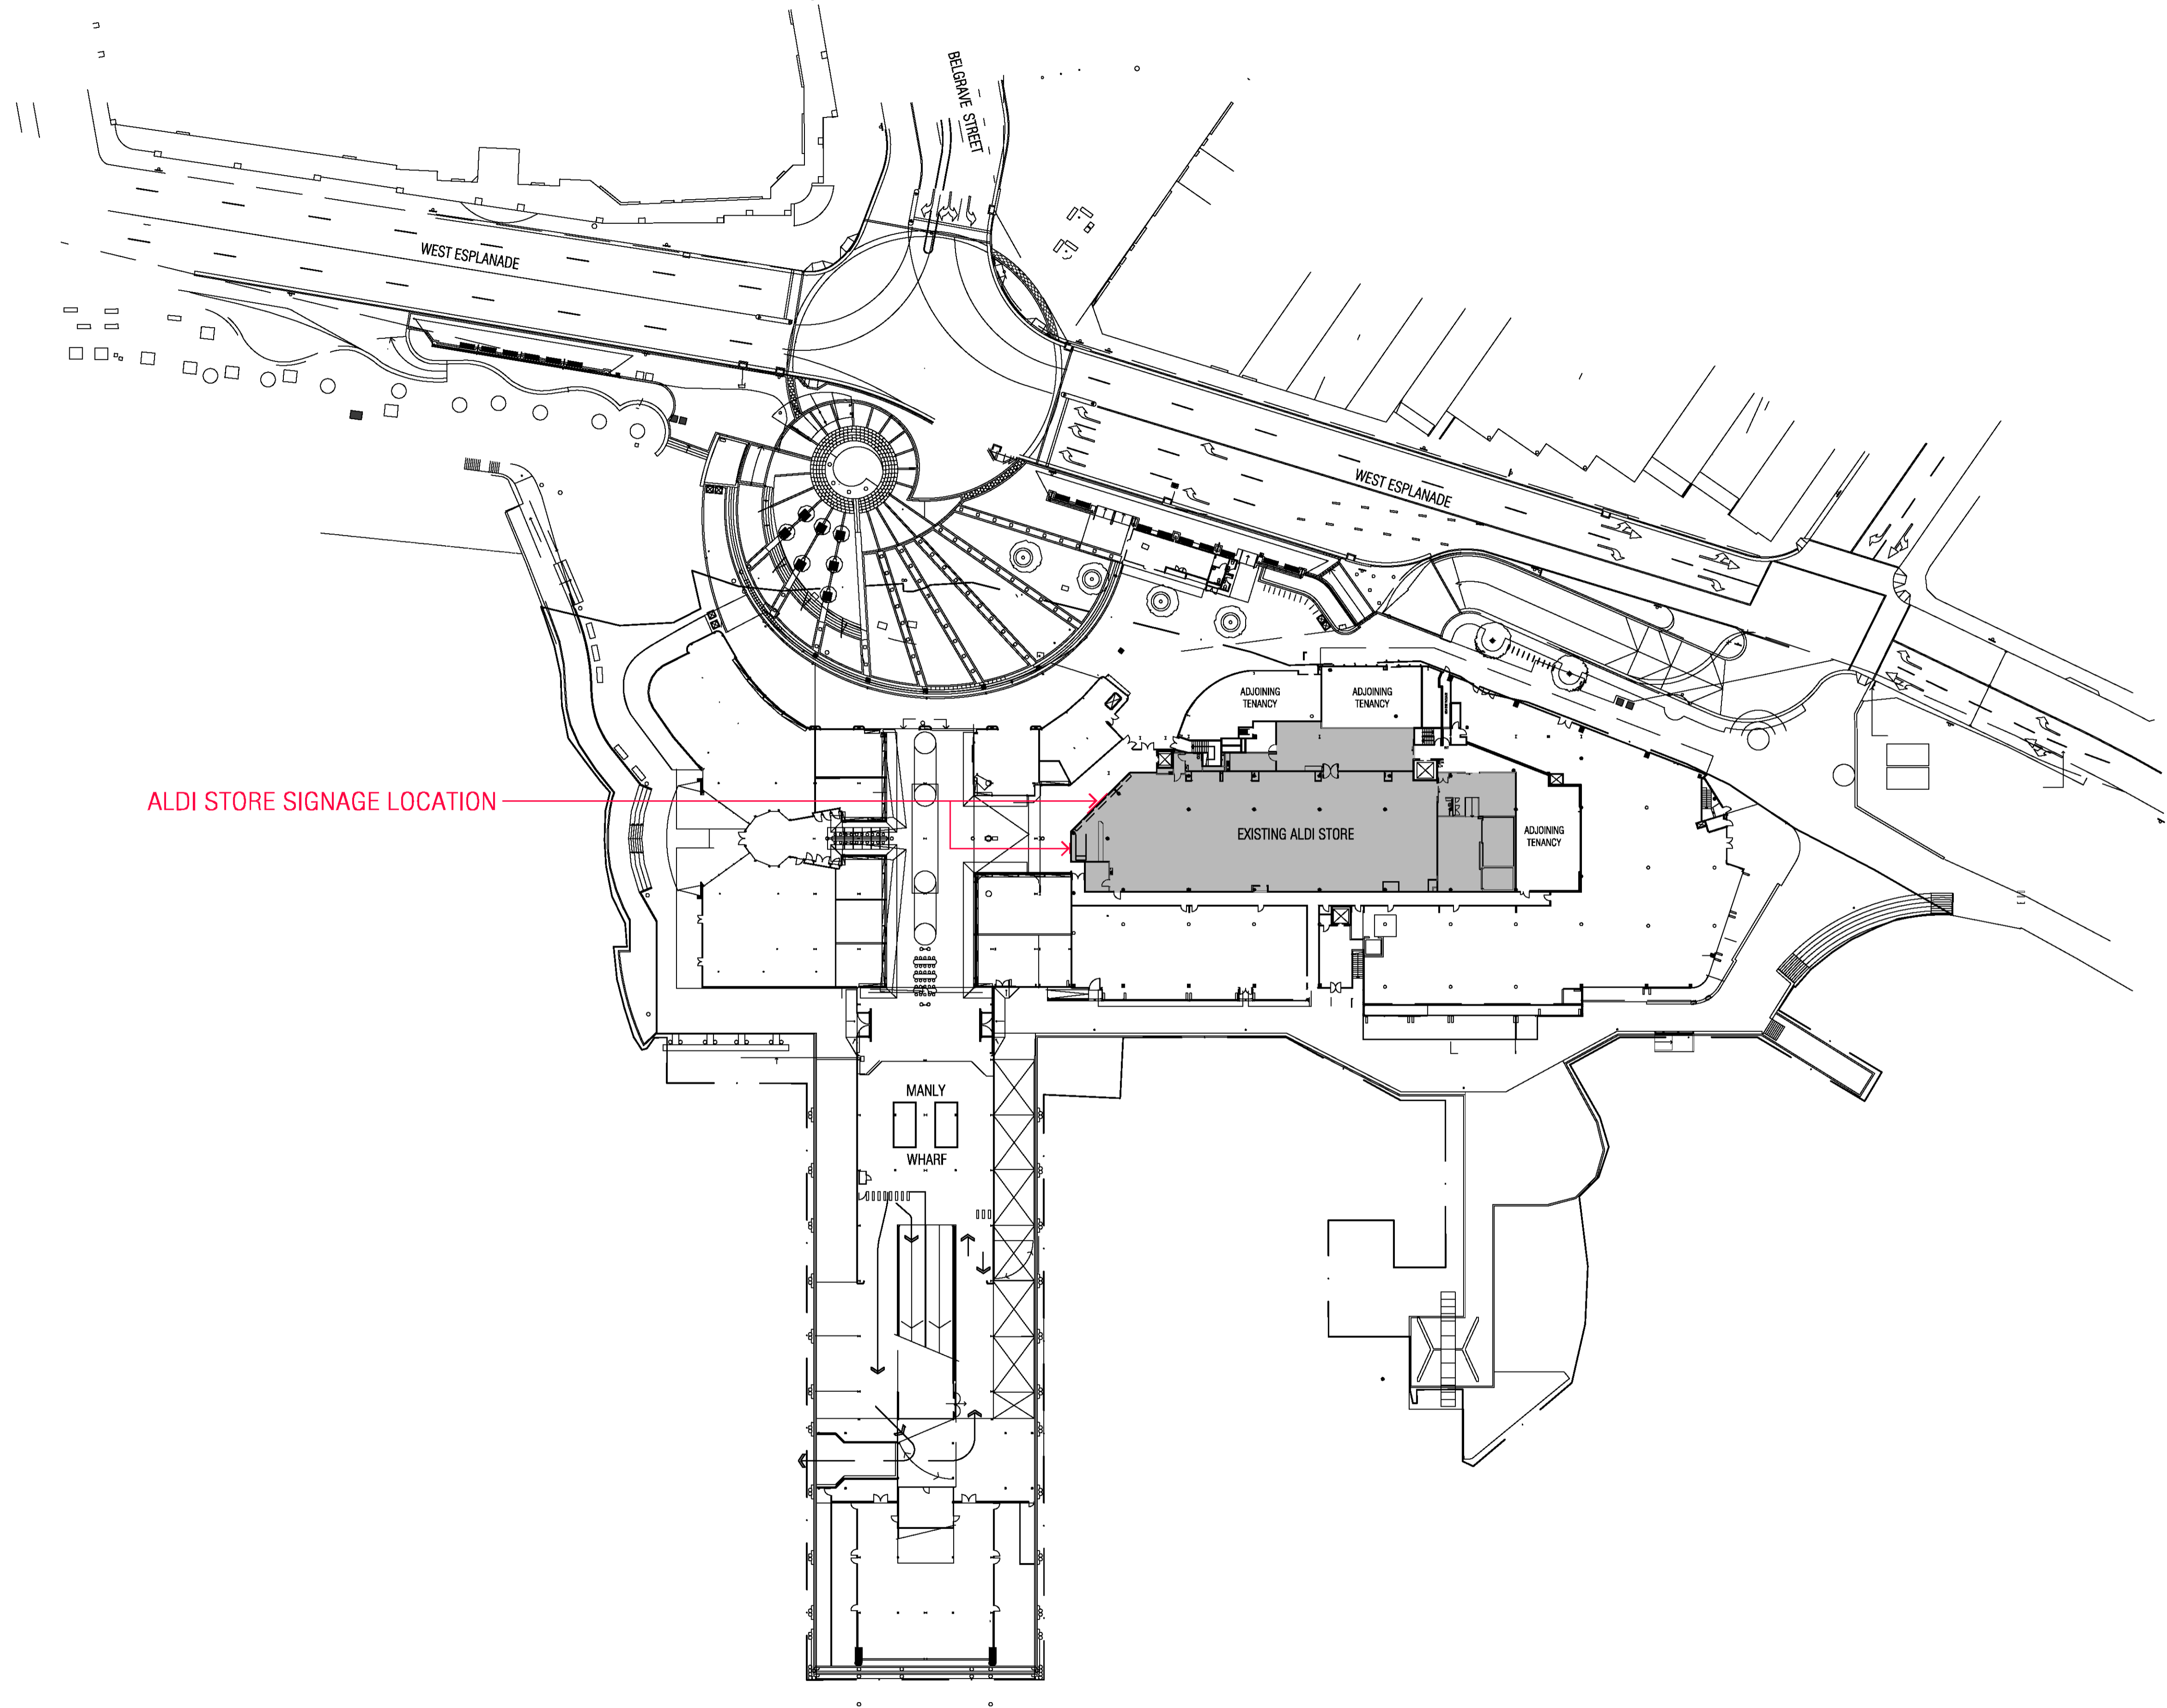 BELGRAVE STREET
WEST ESPLANADE
WEST ESPLANADE
ADJOINING
TENANCY
ADJOINING
TENANCY
ALDI STORE SIGNAGE LOCATION
EXISTING ALDI STORE
ADJOINING
TENANCY
MANLY
WHARF